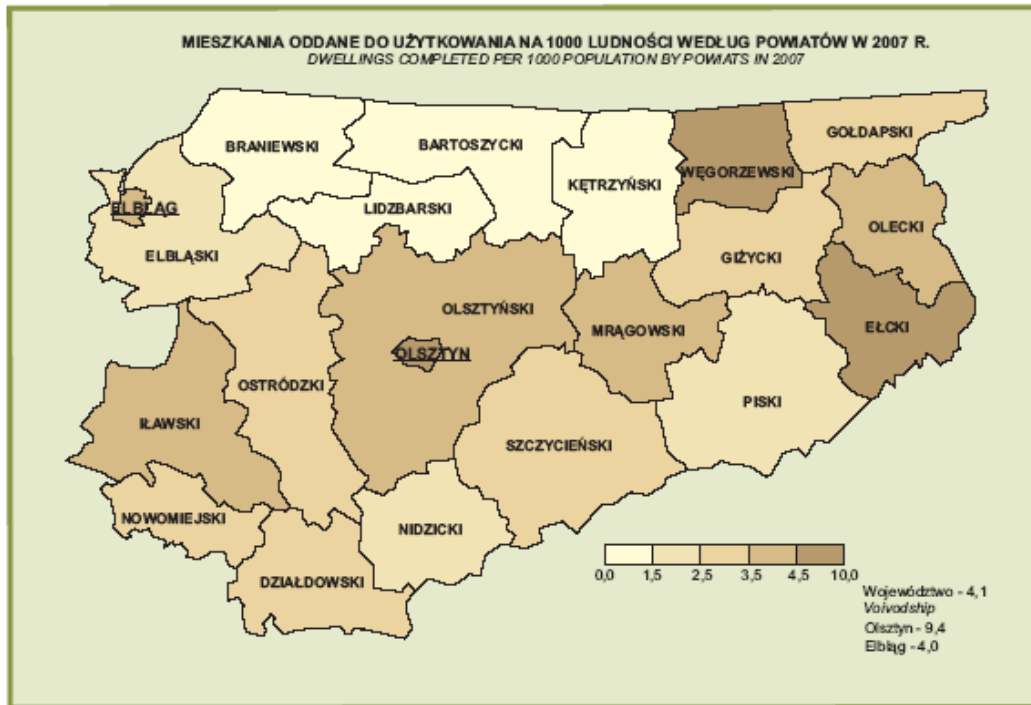 MIESZKANIA ODDANE DO UŻYTKOWANIA NA 1000 LUDNOŚCI WEDŁUG POWIATÓW W 2007 R.
DWELLINGS COMPLETED PER 1000 POPULATION BY POWIATS IN 2007
GOŁDAPSKI
BRANIEWSKI
BARTOSZYCKI
WĘGORZEWSKI
KĘTRZYŃSKI
ELBLĄG
LIDZBARSKI
OLECKI
ELBLĄSKI
GIŻYCKI
OLSZTYŃSKI
MRĄGOWSKI
EŁCKI
OLSZTYN
OSTRÓDZKI
PISKI
IŁAWSKI
SZCZYCIEŃSKI
NOWOMIEJSKI
NIDZICKI
DZIAŁDOWSKI
0,0 1,5 2,5 3,5 4,5 10,0
Województwo - 4,1
Voivodship
Olsztyn - 9,4
Elbląg - 4,0